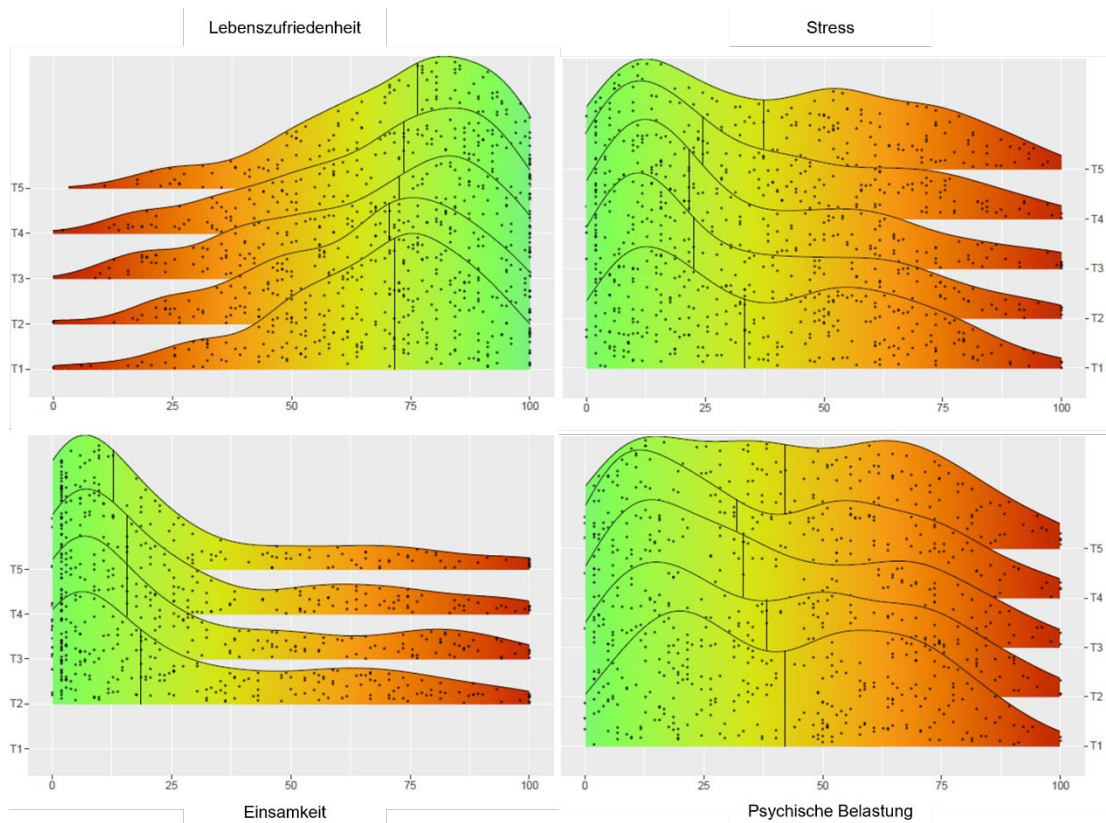 Lebenszufriedenheit
Stress
T5
T4
T3
T2
T1
0 25 50 75 100
T5
T4
T3
T2
T1
0 25 50 75 100
T5
T4
T3
T2
T1
0 25 50 75 100
T5
T4
T3
T2
T1
0 25 50 75 100
Einsamkeit
Psychische Belastung